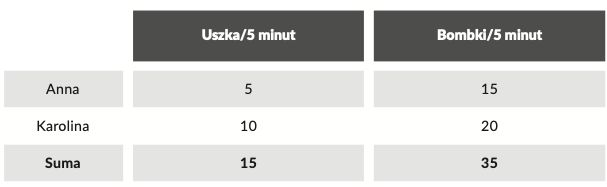 Uszka/5 minut Bombki/5 minut
Anna 5 15
Karolina 10 20
Suma 15 35